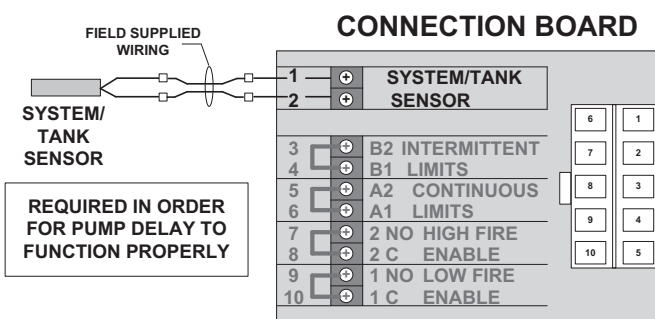 CONNECTION BOARD
FIELD SUPPLIED
WIRING
SYSTEM/
TANK
SENSOR
REQUIRED IN ORDER
FOR PUMP DELAY TO
FUNCTION PROPERLY
1 SYSTEM/TANK
2 SENSOR
3 B2 INTERMITTENT
4 B1 LIMITS
5 A2 CONTINUOUS
6 A1 LIMITS
7 2 NO HIGH FIRE
8 2 C ENABLE
9 1 NO LOW FIRE
10 1 C ENABLE
6 1
7 2
8 3
9 4
10 5